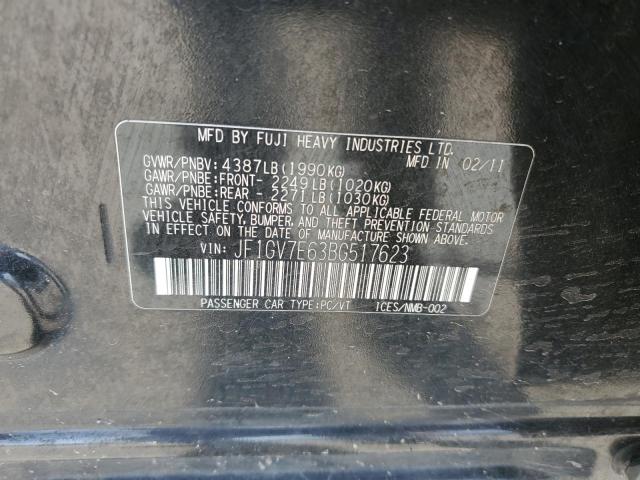 MFD BY FUJI HEAVY INDUSTRIES LTD.
GVWR/PNBV: 4387LB(1990KG) MFD IN 02/11
GAWR/PNBE:FRONT- 2249LB(1020KG)
GAWR/PNBE:REAR - 2271LB(1030KG)
THIS VEHICLE CONFORMS TO ALL APPLICABLE FEDERAL MOTOR
VEHICLE SAFETY, BUMPER, AND THEFT PREVENTION STANDARDS
IN EFFECT ON THE DATE OF MANUFACTURE SHOWN ABOVE.
VIN: JF1GV7E63BG517623
PASSENGER CAR TYPE:PC/VT ICES/NMB-002